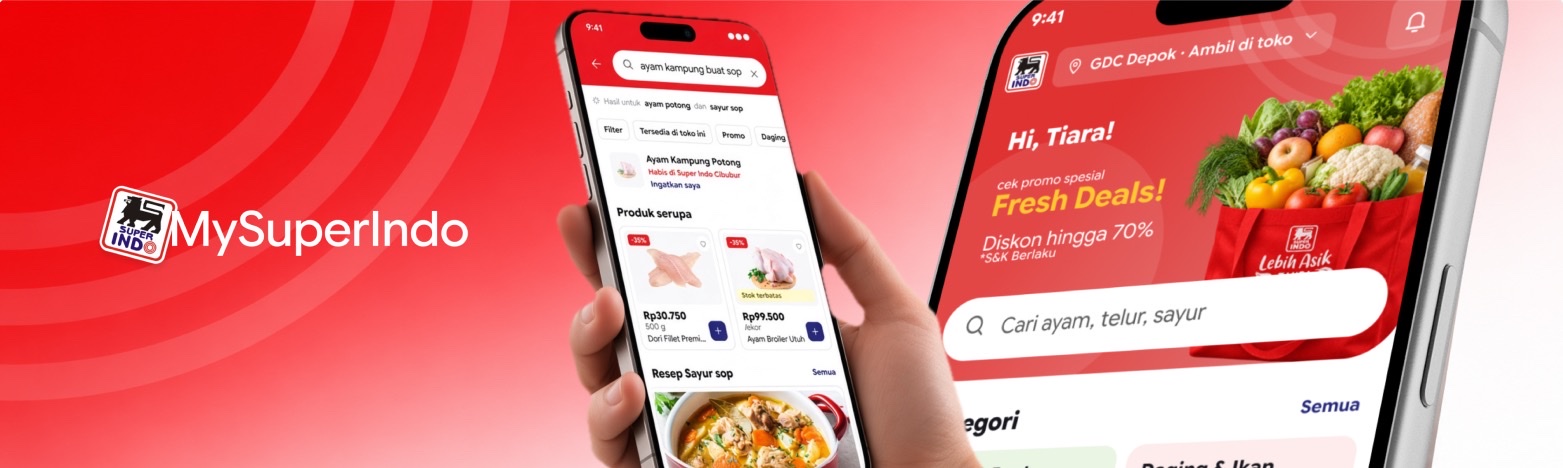 SUPER
INDO
MySuperIndo
9:41
ayam kampung buat sop
Hasil untuk ayam potong dan sayur sop
Filter
Tersedia di toko ini
Promo
Daging
Ayam Kampung Potong
Habis di Super Indo Cibubur
Ingatkan saya
Produk serupa
-35%
Rp30.750
500 g
Dori Fillet Premi...
-35%
Stok terbatas
Rp99.500
/ekor
Ayam Broiler Utuh
Resep Sayur sop
Semua
9:41
SUPER
INDO
GDC Depok · Ambil di toko
Hi, Tiara!
cek promo spesial
Fresh Deals!
Diskon hingga 70%
*S&K Berlaku
SUPER
INDO
Lebih Asik
Cari ayam, telur, sayur
egori
Semua
Daging & Ikan